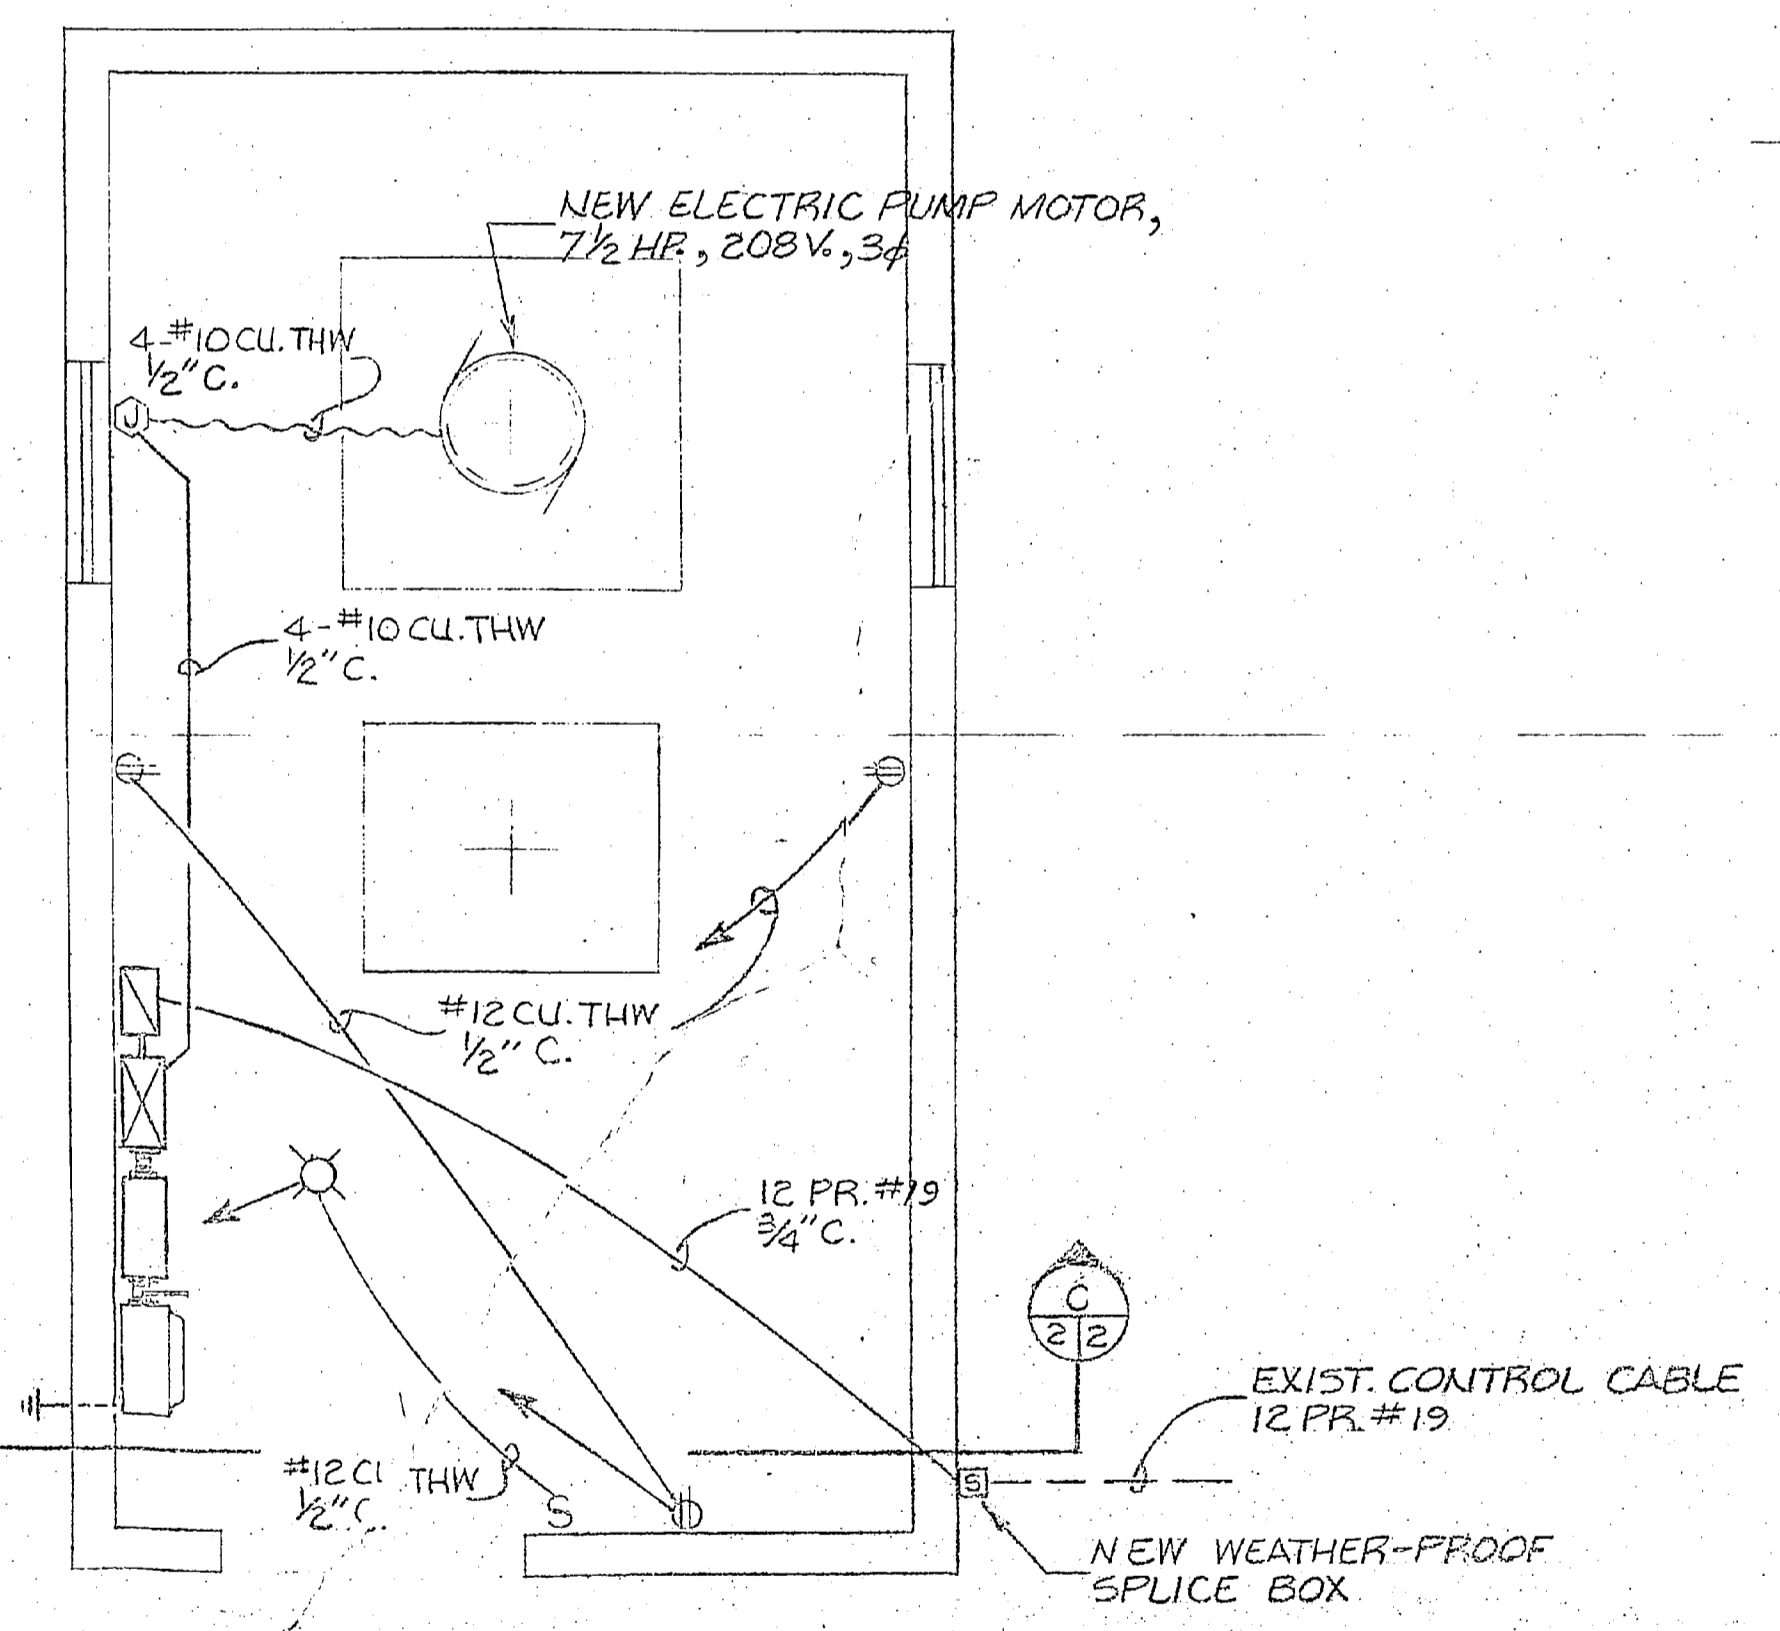 NEW ELECTRIC PUMP MOTOR,
7½ HP., 208V., 3ϕ
4-#10 CU. THW
½" C.
J
4-#10 CU. THW
½" C.
#12 CU. THW
½" C.
12 PR. #19
¾" C.
C
2 2
EXIST. CONTROL CABLE
12 PR. #19
#12 THW
½" C.
S
S
NEW WEATHER-PROOF
SPLICE BOX